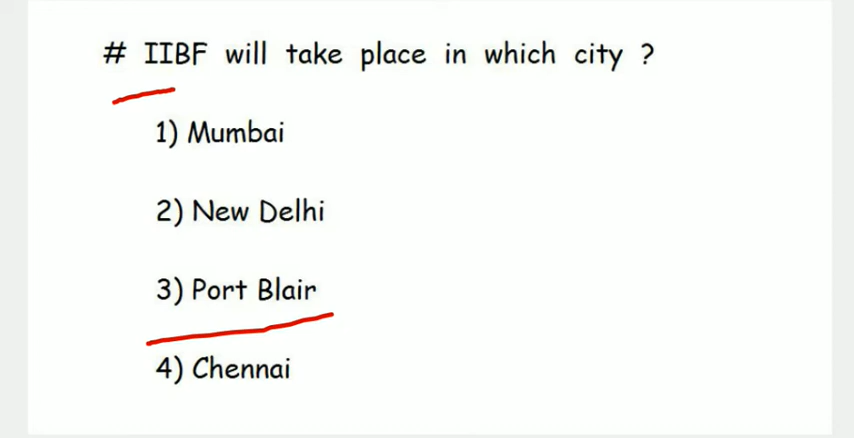 # IIBF will take place in which city ?
1) Mumbai
2) New Delhi
3) Port Blair
4) Chennai